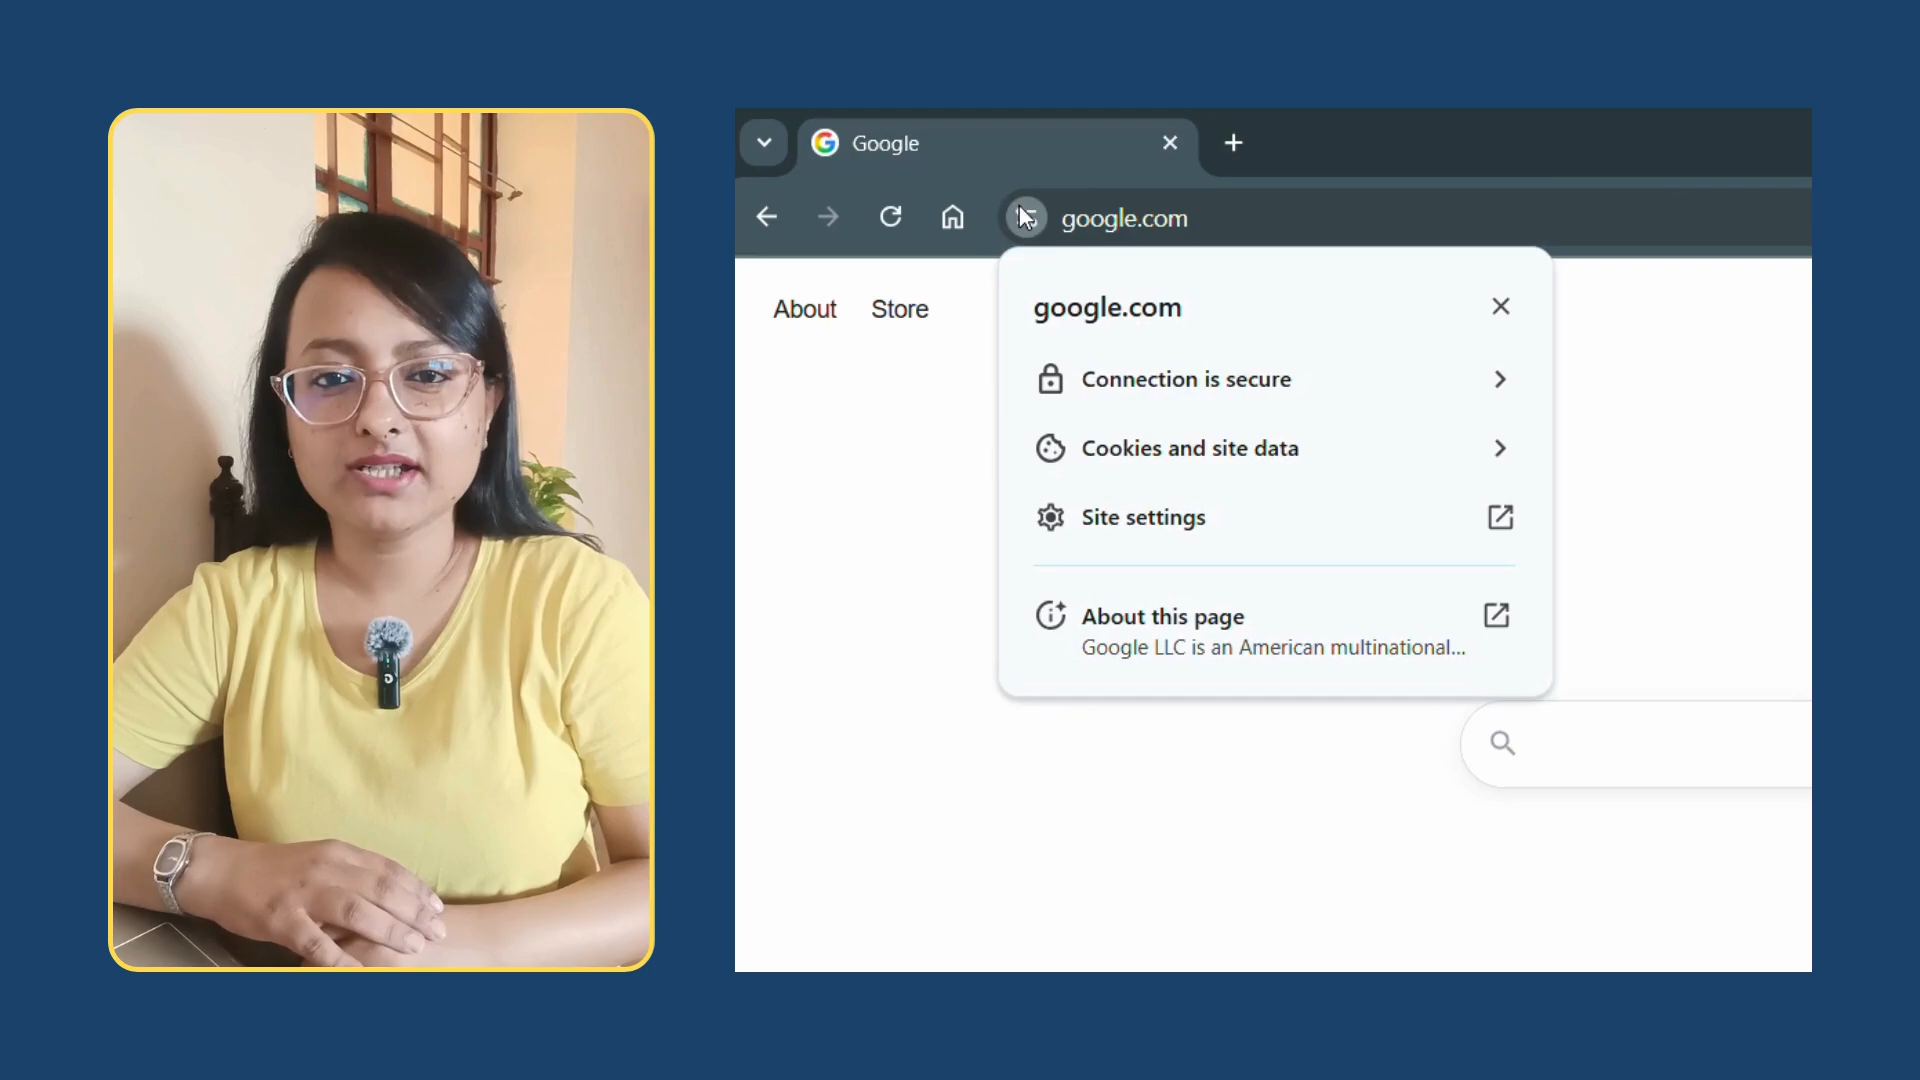 Google
google.com
About Store
google.com
Connection is secure
Cookies and site data
Site settings
About this page
Google LLC is an American multinational...